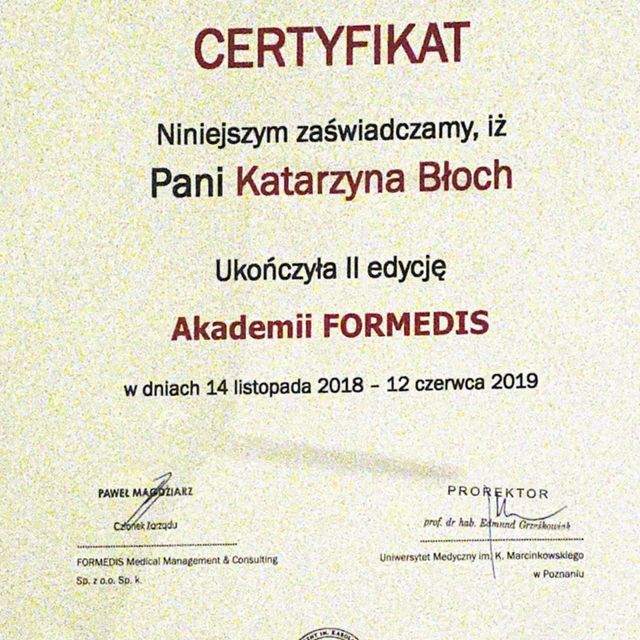 CERTYFIKAT
Niniejszym zaświadczamy, iż
Pani Katarzyna Błoch
Ukończyła II edycję
Akademii FORMEDIS
w dniach 14 listopada 2018 – 12 czerwca 2019
PAWEŁ MAGDZIARZ
Członek Zarządu
FORMEDIS Medical Management & Consulting
Sp. z o.o. Sp. k.
PROREKTOR
prof. dr hab. Edmund Grześkowiak
Uniwersytet Medyczny im. K. Marcinkowskiego
w Poznaniu
IM. KAROL